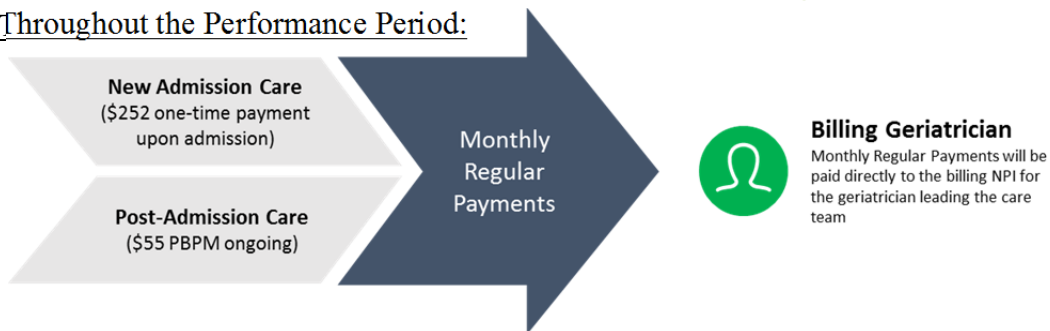 Throughout the Performance Period:
New Admission Care
($252 one-time payment
upon admission)
Post-Admission Care
($55 PBPM ongoing)
Monthly
Regular
Payments
Billing Geriatrician
Monthly Regular Payments will be
paid directly to the billing NPI for
the geriatrician leading the care
team